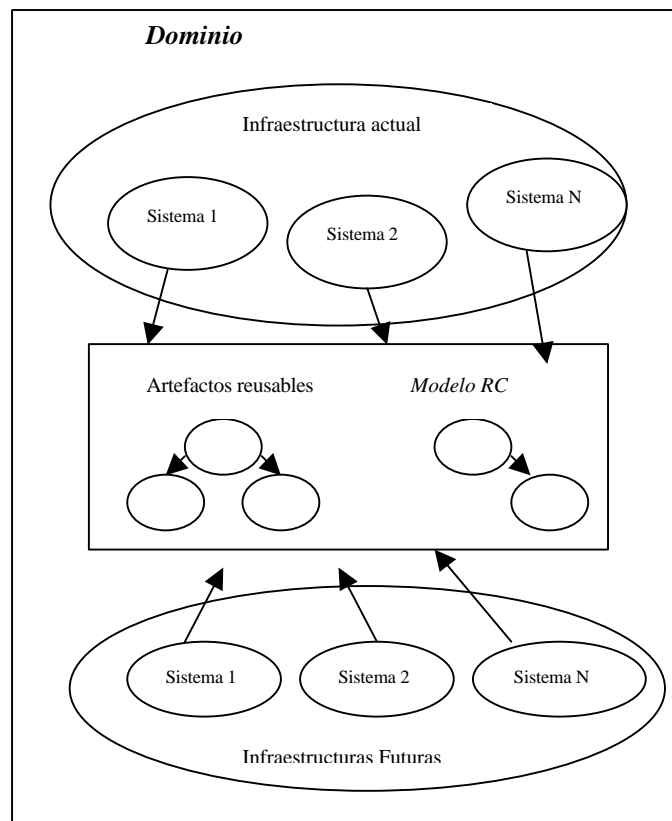 Dominio
Infraestructura actual
Sistema 1
Sistema 2
Sistema N
Artefactos reusables
Modelo RC
Sistema 1
Sistema 2
Sistema N
Infraestructuras Futuras